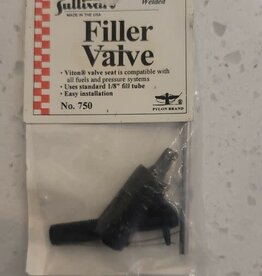 Sullivan
Welded
MADE IN THE USA
Filler
Valve
• Viton® valve seat is compatible with
all fuels and pressure systems
• Uses standard 1/8" fill tube
• Easy installation
No. 750
PYLON BRAND